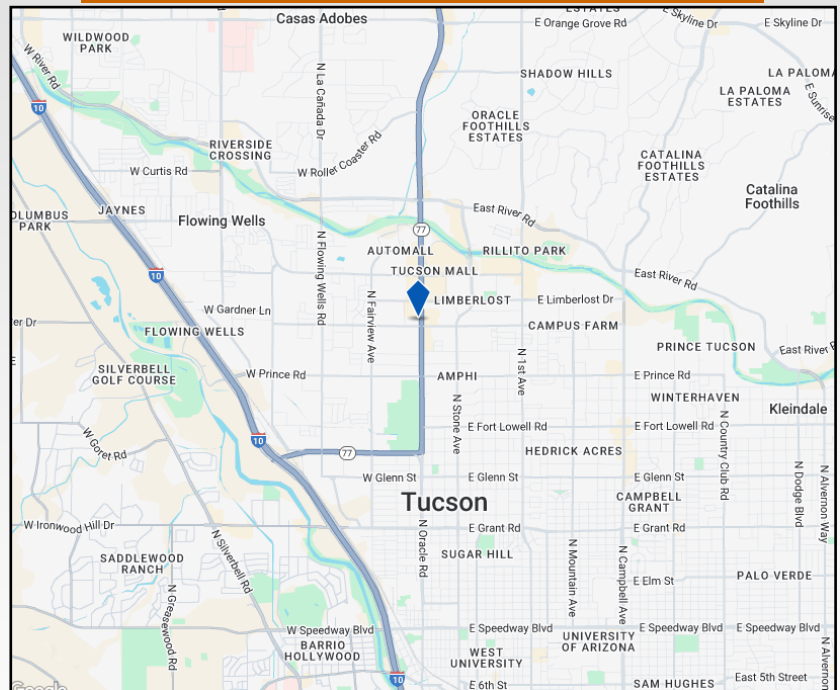 ESTATES
Casas Adobes
E Orange Grove Rd
E Skyline Dr
E Skyline Dr
WILDWOOD
PARK
W River Rd
N La Cañada Dr
SHADOW HILLS
LA PALOMA
LA PALOMA
ESTATES
E Sunrise
10
ORACLE
FOOTHILLS
ESTATES
RIVERSIDE
CROSSING
W Roller Coaster Rd
W Curtis Rd
CATALINA
FOOTHILLS
ESTATES
Catalina
Foothills
OLUMBUS
PARK
JAYNES
Flowing Wells
East River Rd
77
N Flowing Wells Rd
AUTOMALL
RILLITO PARK
TUCSON MALL
10
East River Rd
N Fairview Ave
LIMBERLOST
E Limberlost Dr
W Gardner Ln
er Dr
FLOWING WELLS
CAMPUS FARM
PRINCE TUCSON
East River R
N 1st Ave
SILVERBELL
GOLF COURSE
W Prince Rd
AMPHI
E Prince Rd
WINTERHAVEN
Kleindale
N Stone Ave
N Country Club Rd
E Fort Lowell Rd
E Fort Lowell Rd
W Goret Rd
10
77
HEDRICK ACRES
W Glenn St
E Glenn St
E Glenn St
N Dodge Blvd
N Alvernon Way
Tucson
CAMPBELL
GRANT
W Ironwood Hill Dr
N Oracle Rd
E Grant Rd
E Grant Rd
SADDLEWOOD
RANCH
N Silverbell Rd
SUGAR HILL
N Mountain Ave
N Campbell Ave
N Greasewood Rd
E Elm St
PALO VERDE
W Speedway Blvd
E Speedway Blvd
E Speedway Blvd
E Speedway Blvd
BARRIO
HOLLYWOOD
UNIVERSITY
OF ARIZONA
N Alvernon
WEST
UNIVERSITY
10
E 6th St
SAM HUGHES
East 5th Street
Google